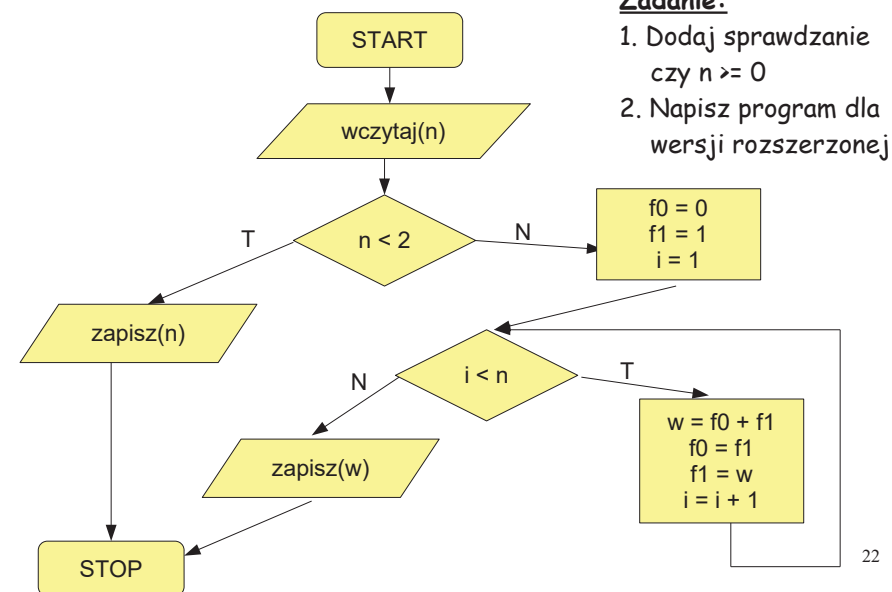 Zadanie:
1. Dodaj sprawdzanie
czy n >= 0
2. Napisz program dla
wersji rozszerzonej
START
wczytaj(n)
n < 2
T
N
f0 = 0
f1 = 1
i = 1
zapisz(n)
i < n
N
T
w = f0 + f1
f0 = f1
f1 = w
i = i + 1
zapisz(w)
STOP
22